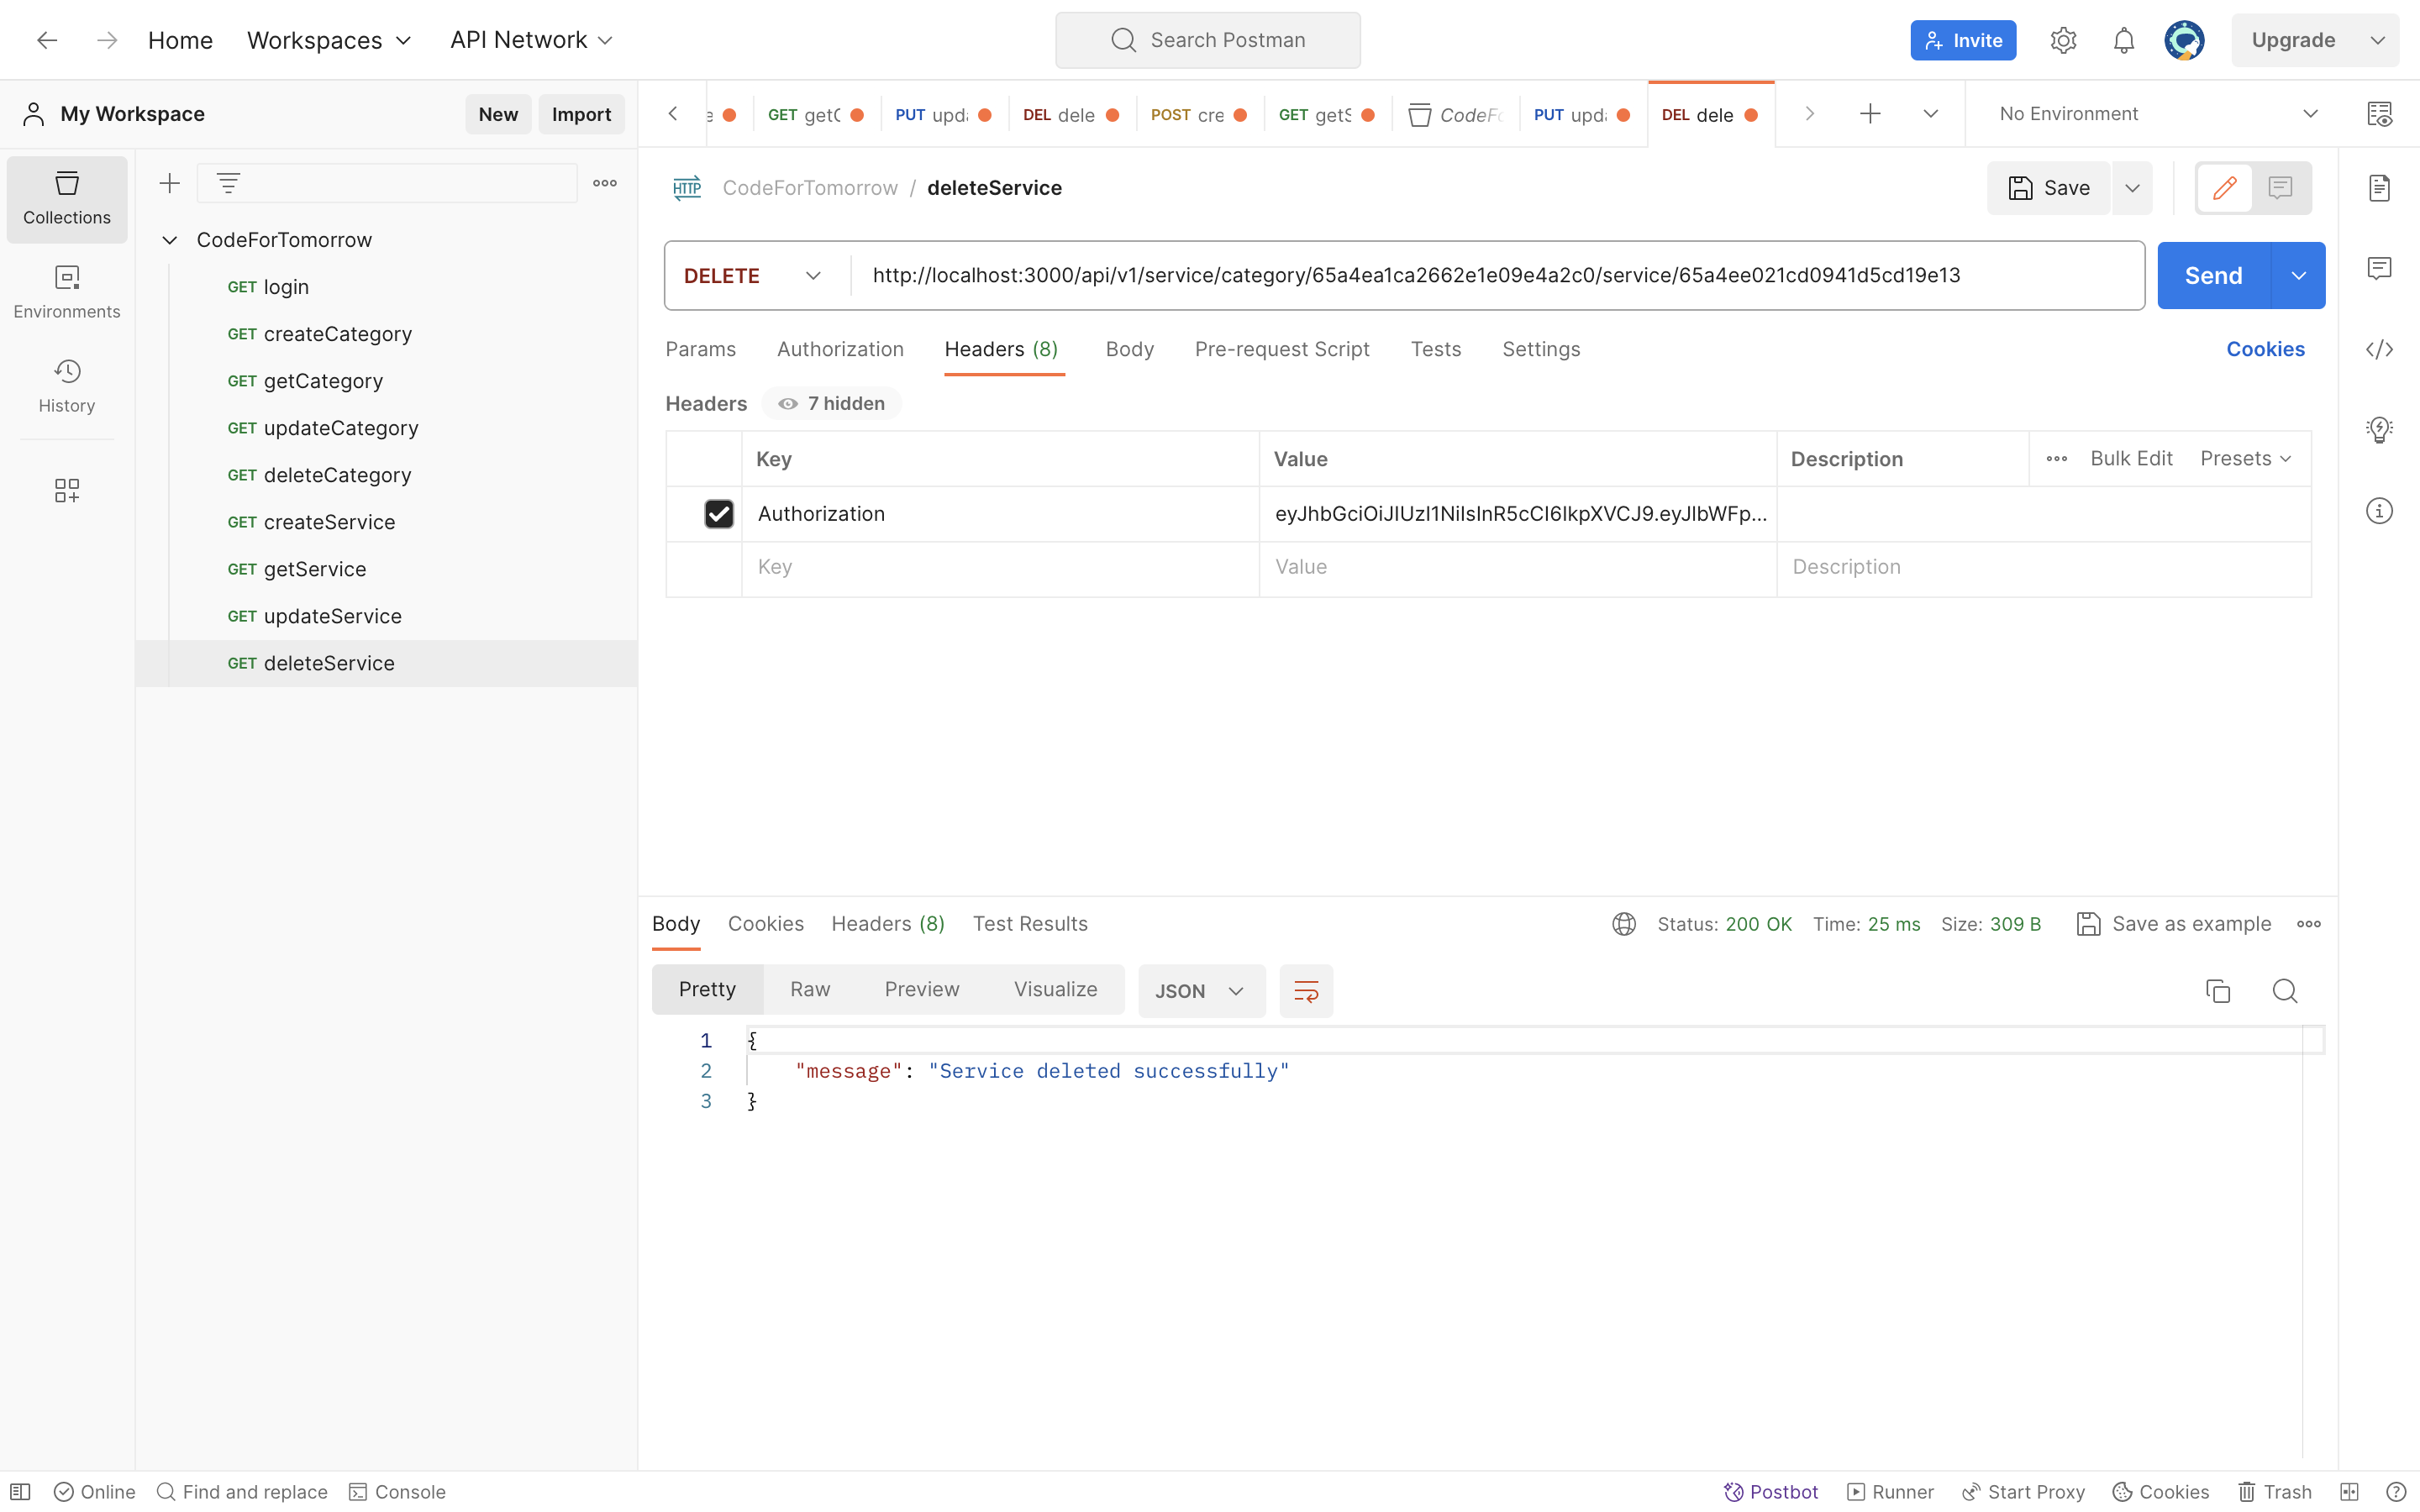 Home Workspaces API Network Search Postman Invite Upgrade
My Workspace New Import
e GET getC PUT upda DEL dele POST cre GET getS CodeFo PUT upd DEL dele No Environment
Collections
Environments
History
CodeForTomorrow
GET login
GET createCategory
GET getCategory
GET updateCategory
GET deleteCategory
GET createService
GET getService
GET updateService
GET deleteService
HTTP CodeForTomorrow / deleteService Save
DELETE http://localhost:3000/api/v1/service/category/65a4ea1ca2662e1e09e4a2c0/service/65a4ee021cd0941d5cd19e13 Send
Params Authorization Headers (8) Body Pre-request Script Tests Settings Cookies
Headers 7 hidden
Key Value Description Bulk Edit Presets
Authorization eyJhbGciOiJIUzI1NiIsInR5cCI6IkpXVCJ9.eyJlbWFp...
Key Value Description
Body Cookies Headers (8) Test Results Status: 200 OK Time: 25 ms Size: 309 B Save as example
Pretty Raw Preview Visualize JSON
1 {
2 "message": "Service deleted successfully"
3 }
Online Find and replace Console Postbot Runner Start Proxy Cookies Trash